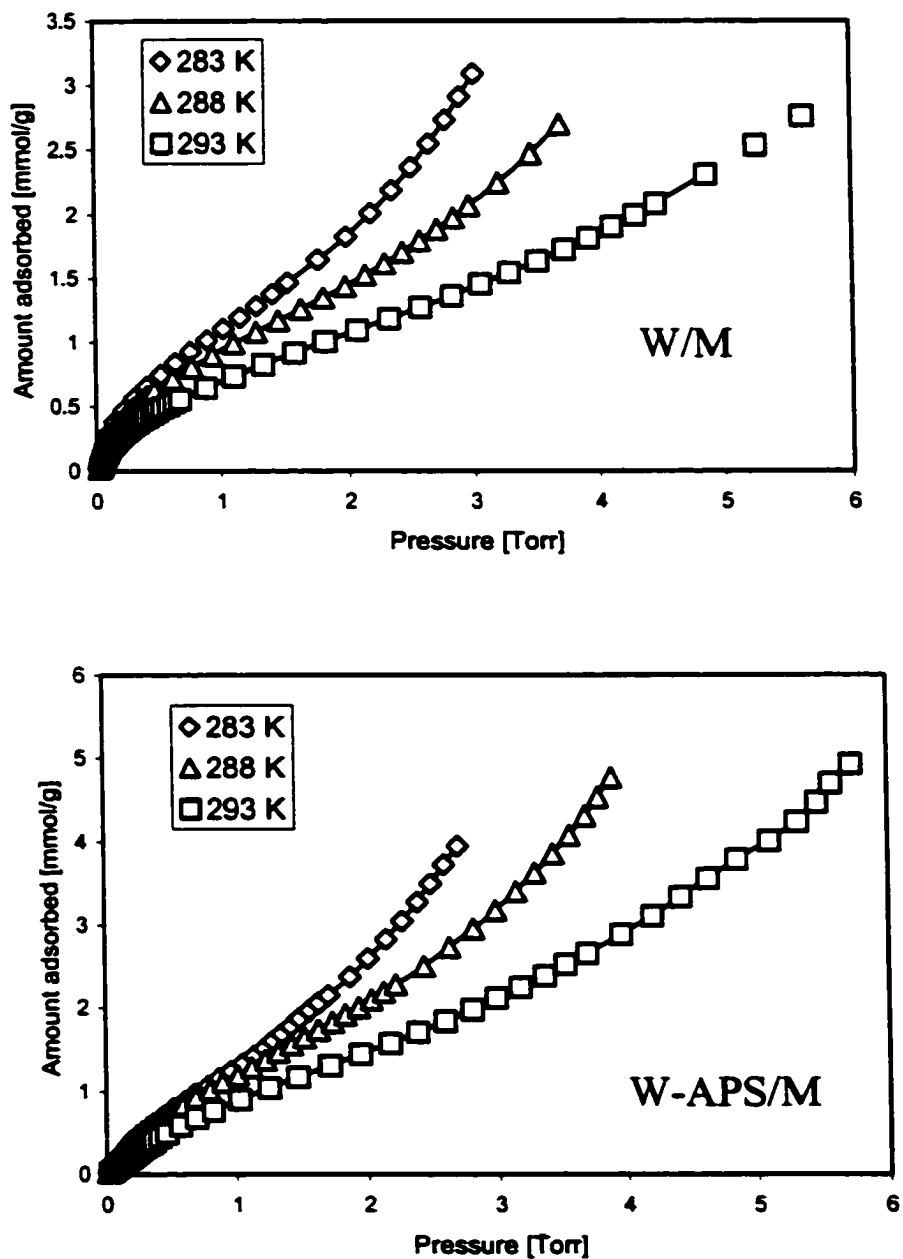 3.5
3
2.5
2
1.5
1
0.5
0
Amount adsorbed [mmol/g]
283 K
288 K
293 K
W/M
0 1 2 3 4 5 6
Pressure [Torr]
6
5
4
3
2
1
0
Amount adsorbed [mmol/g]
283 K
288 K
293 K
W-APS/M
0 1 2 3 4 5 6
Pressure [Torr]